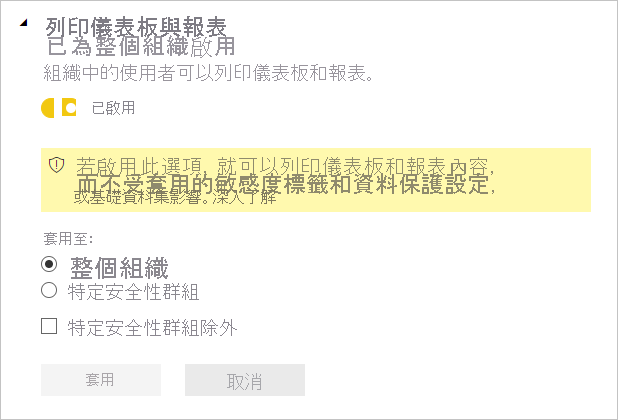 列印儀表板與報表
已為整個組織啟用
組織中的使用者可以列印儀表板和報表。
已啟用
若啟用此選項, 就可以列印儀表板和報表內容,
而不受套用的敏感度標籤和資料保護設定,
或基礎資料集影響。深入了解
套用至:
整個組織
特定安全性群組
特定安全性群組除外
套用
取消